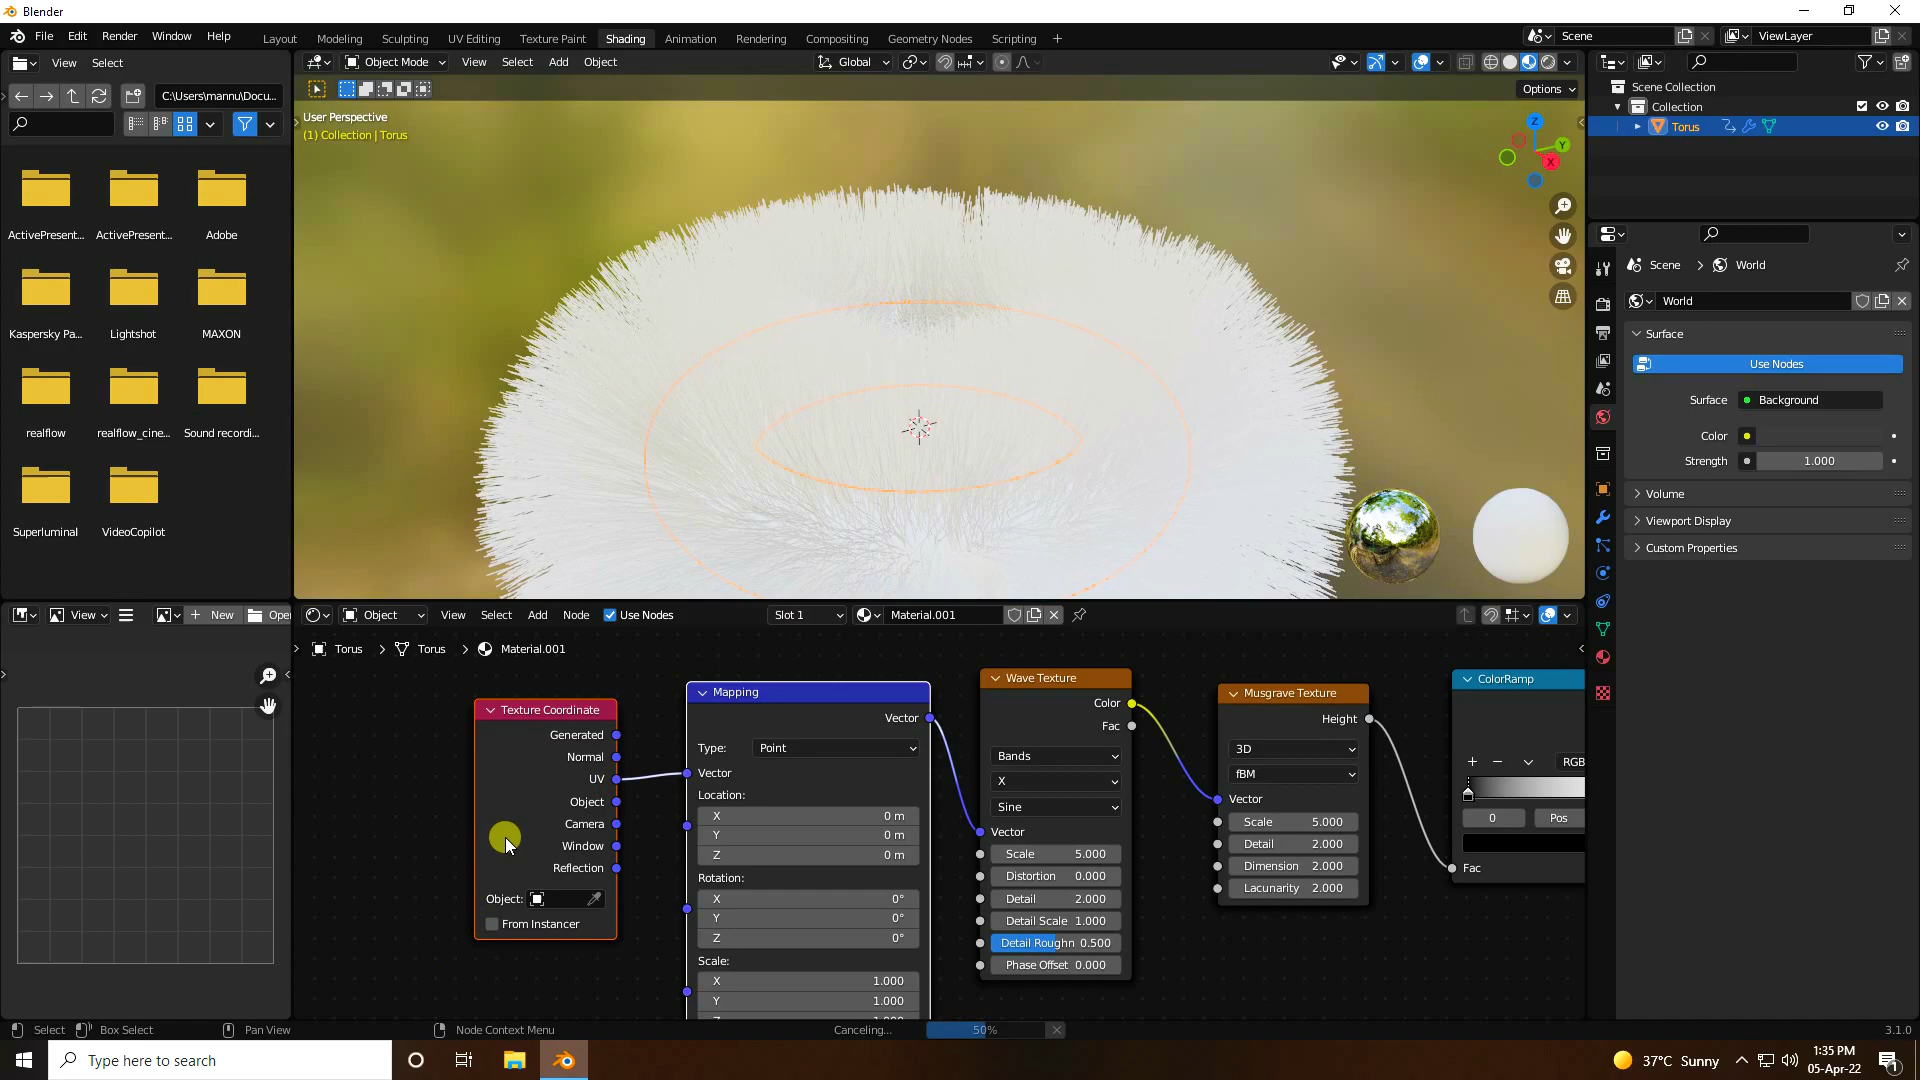 Blender
File Edit Render Window Help
Layout Modeling Sculpting UV Editing Texture Paint Shading Animation Rendering Compositing Geometry Nodes Scripting
Scene ViewLayer
View Select
Object Mode View Select Add Object Global
C:\Users\mannu\Docu...
Options
User Perspective
(1) Collection | Torus
Z
Y
X
Scene Collection
Collection
Torus
ActivePresent... ActivePresent... Adobe
Kaspersky Pa... Lightshot MAXON
realflow realflow_cine... Sound recordi...
Superluminal VideoCopilot
Scene > World
World
Surface
Use Nodes
Surface Background
Color
Strength 1.000
Volume
Viewport Display
Custom Properties
View New Ope
Object View Select Add Node Use Nodes Slot 1 Material.001
Torus > Torus > Material.001
Texture Coordinate
Generated
Normal
UV
Object
Camera
Window
Reflection
Object:
From Instancer
Mapping
Vector
Type: Point
Vector
Location:
X 0 m
Y 0 m
Z 0 m
Rotation:
X 0°
Y 0°
Z 0°
Scale:
X 1.000
Y 1.000
Wave Texture
Color
Fac
Bands
X
Sine
Vector
Scale 5.000
Distortion 0.000
Detail 2.000
Detail Scale 1.000
Detail Roughn 0.500
Phase Offset 0.000
Musgrave Texture
Height
3D
fBM
Vector
Scale 5.000
Detail 2.000
Dimension 2.000
Lacunarity 2.000
ColorRamp
RGB
0 Pos
Fac
Select Box Select Pan View Node Context Menu Canceling... 50% 3.1.0
Type here to search
37°C Sunny
1:35 PM
05-Apr-22
1